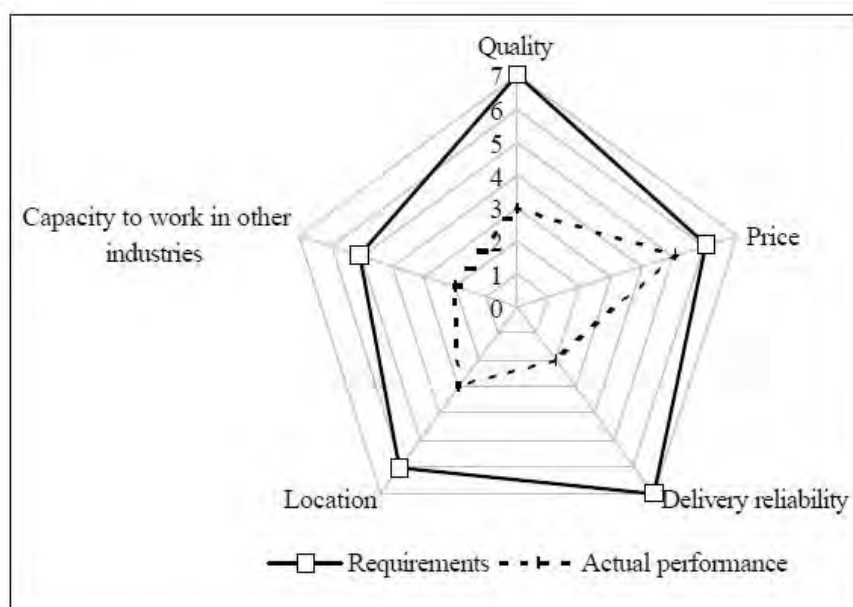 Quality
7
6
5
4
3
2
1
0
Capacity to work in other
industries
Price
Location
Delivery reliability
Requirements
Actual performance